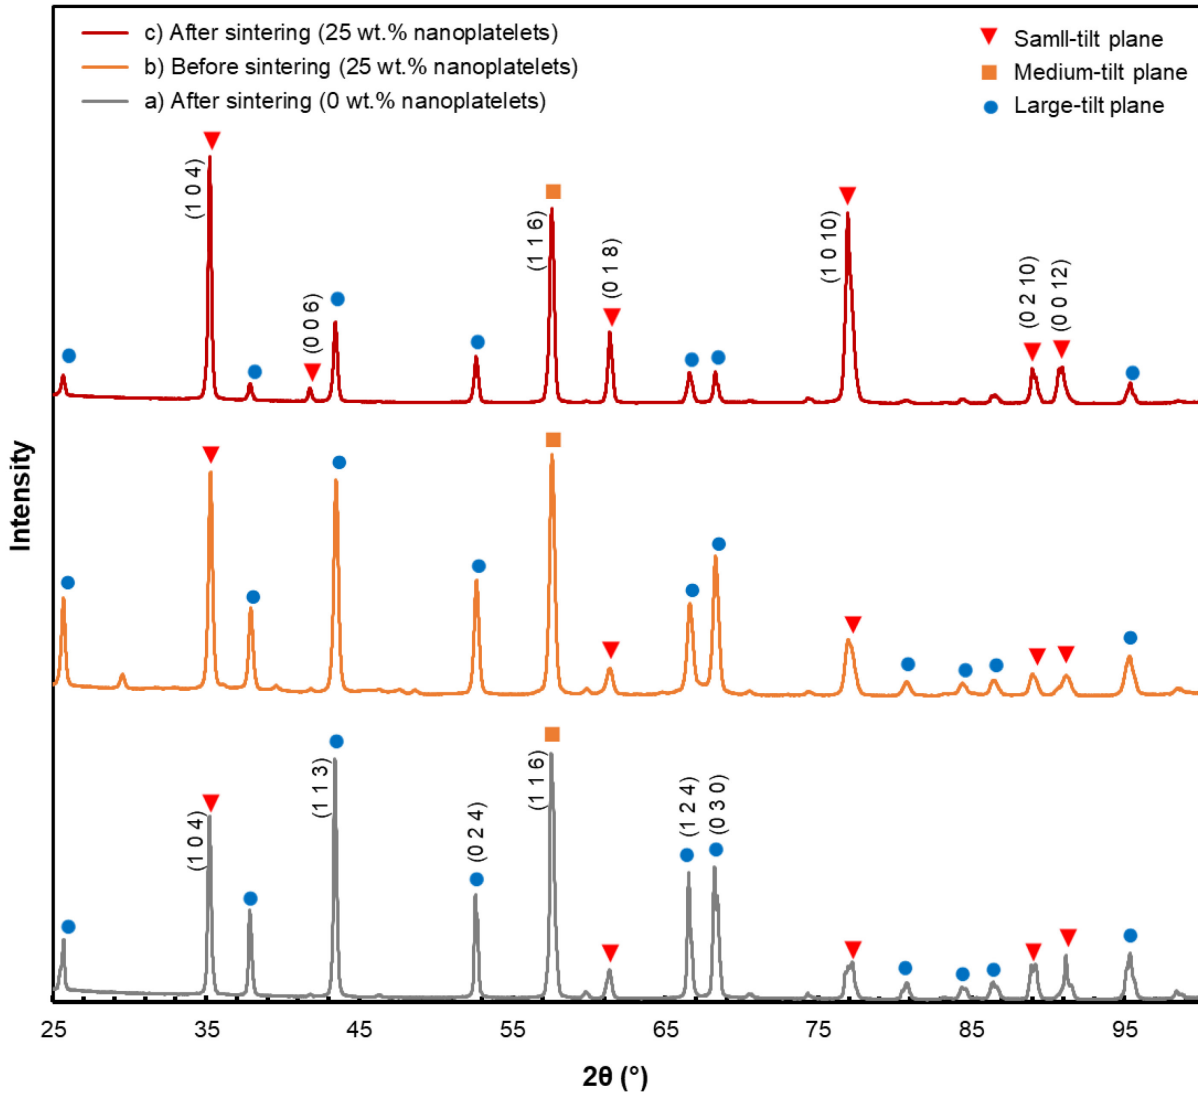 c) After sintering (25 wt.% nanoplatelets)
b) Before sintering (25 wt.% nanoplatelets)
a) After sintering (0 wt.% nanoplatelets)
Samll-tilt plane
Medium-tilt plane
Large-tilt plane
(1 0 4)
(0 0 6)
(1 1 6)
(0 1 8)
(1 0 10)
(0 2 10)
(0 0 12)
Intensity
(1 0 4)
(1 1 3)
(0 2 4)
(1 1 6)
(1 2 4)
(0 3 0)
25 35 45 55 65 75 85 95
2θ (°)